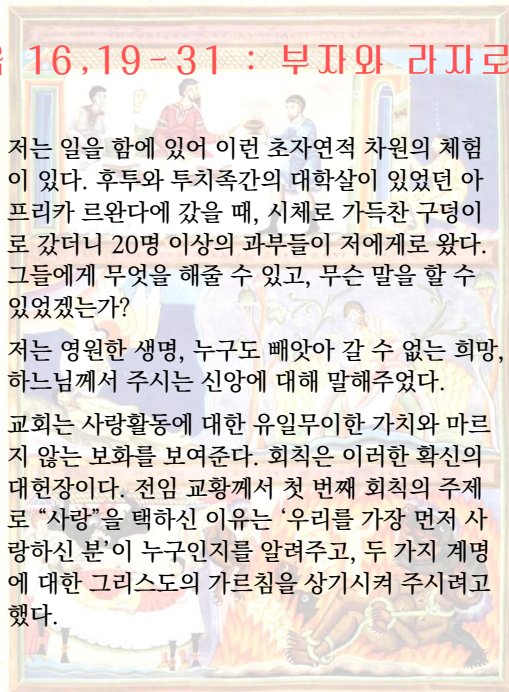 16,19-31 : 부자와 라자로
저는 일을 함에 있어 이런 초자연적 차원의 체험
이 있다. 후투와 투치족간의 대학살이 있었던 아
프리카 르완다에 갔을 때, 시체로 가득찬 구덩이
로 갔더니 20명 이상의 과부들이 저에게로 왔다.
그들에게 무엇을 해줄 수 있고, 무슨 말을 할 수
있었겠는가?
저는 영원한 생명, 누구도 빼앗아 갈 수 없는 희망,
하느님께서 주시는 신앙에 대해 말해주었다.
교회는 사랑활동에 대한 유일무이한 가치와 마르
지 않는 보화를 보여준다. 회칙은 이러한 확신의
대헌장이다. 전임 교황께서 첫 번째 회칙의 주제
로 “사랑”을 택하신 이유는 ‘우리를 가장 먼저 사
랑하신 분’이 누구인지를 알려주고, 두 가지 계명
에 대한 그리스도의 가르침을 상기시켜 주시려고
했다.